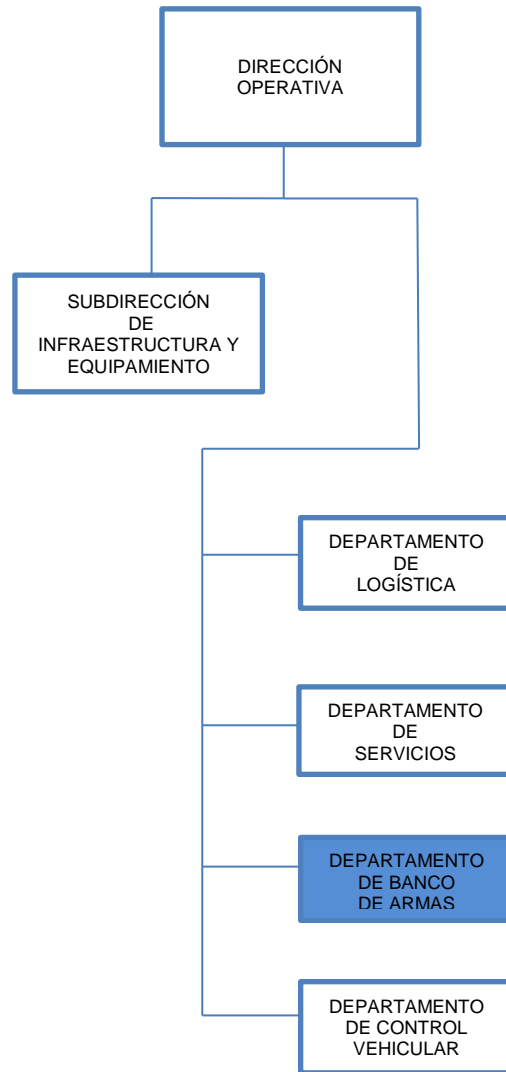 DIRECCIÓN
OPERATIVA
SUBDIRECCIÓN
DE
INFRAESTRUCTURA Y
EQUIPAMIENTO
DEPARTAMENTO
DE
LOGÍSTICA
DEPARTAMENTO
DE
SERVICIOS
DEPARTAMENTO
DE BANCO
DE ARMAS
DEPARTAMENTO
DE CONTROL
VEHICULAR